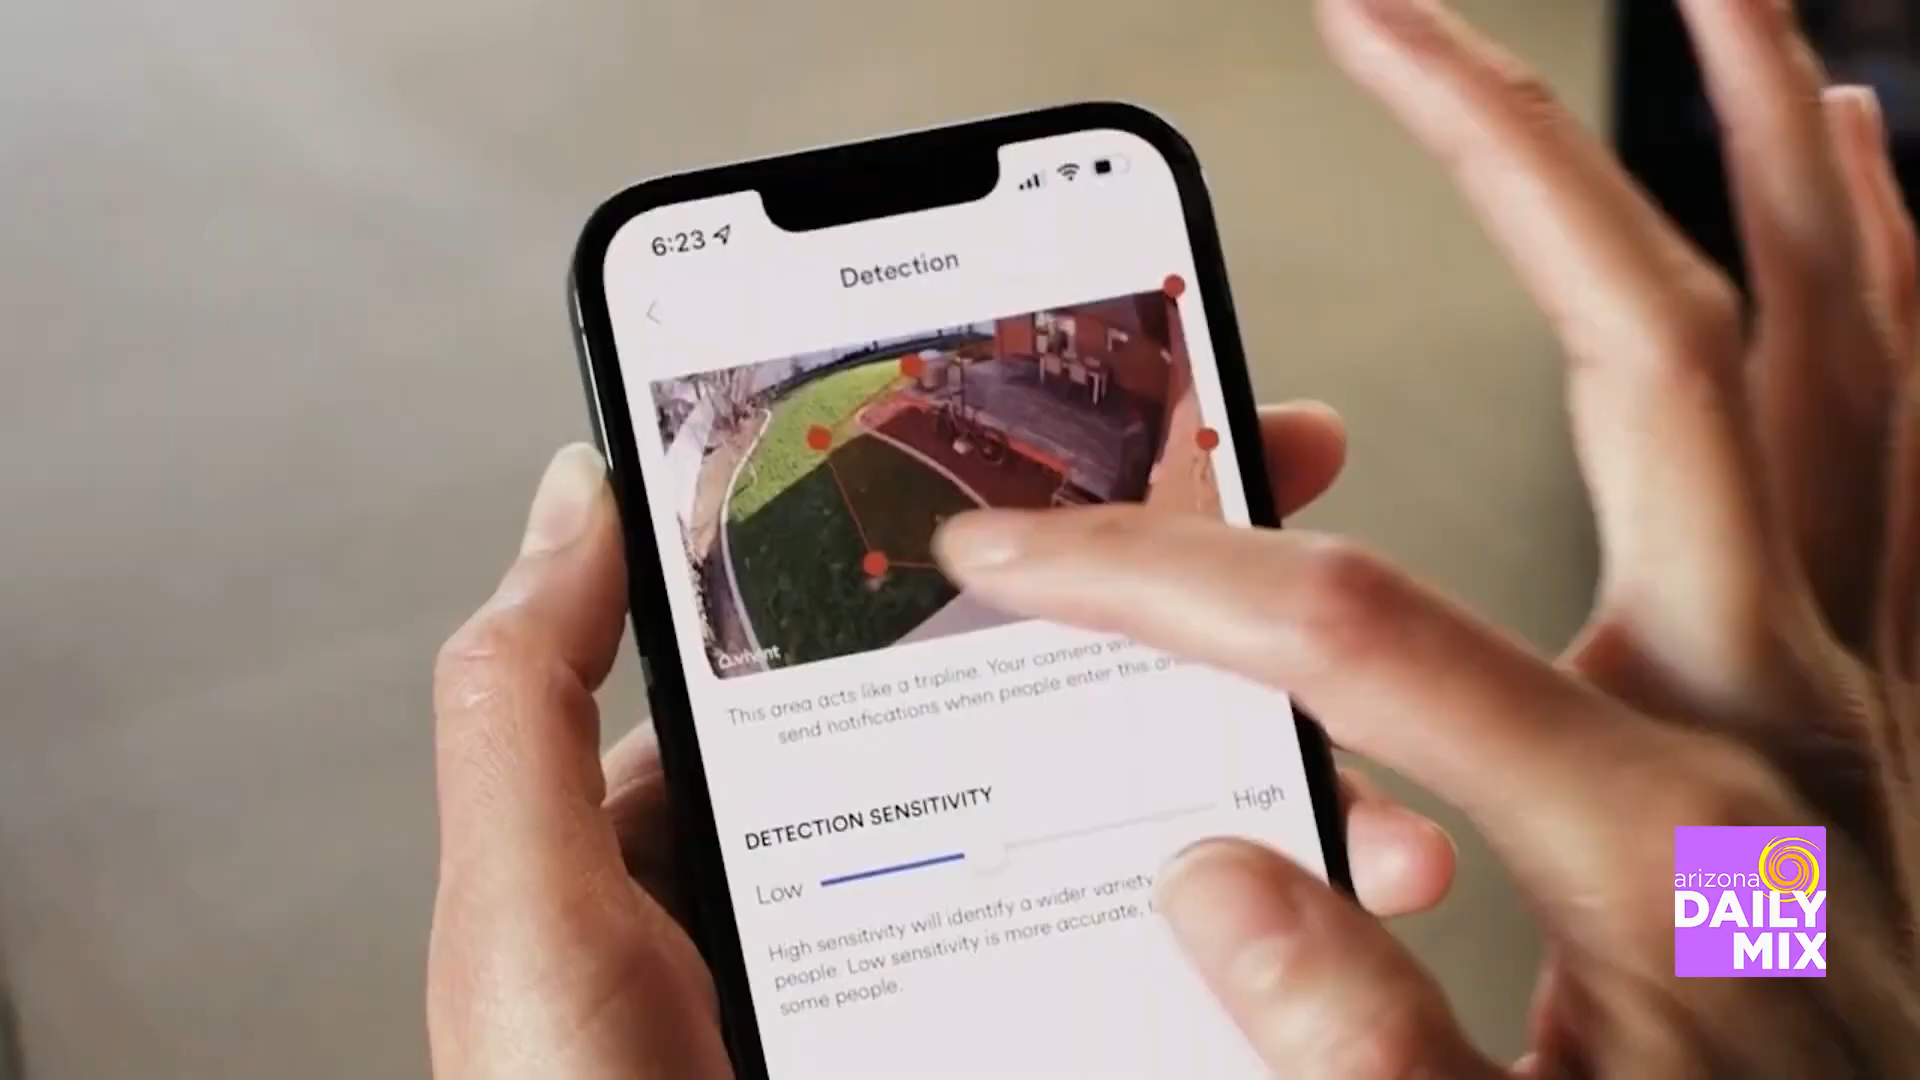 6:23
Detection
vivint
This area acts like a tripline. Your camera
send notifications when people enter this
DETECTION SENSITIVITY
Low
High
High sensitivity will identify a wider variety
people. Low sensitivity is more accurate,
some people.
arizona
DAILY
MIX